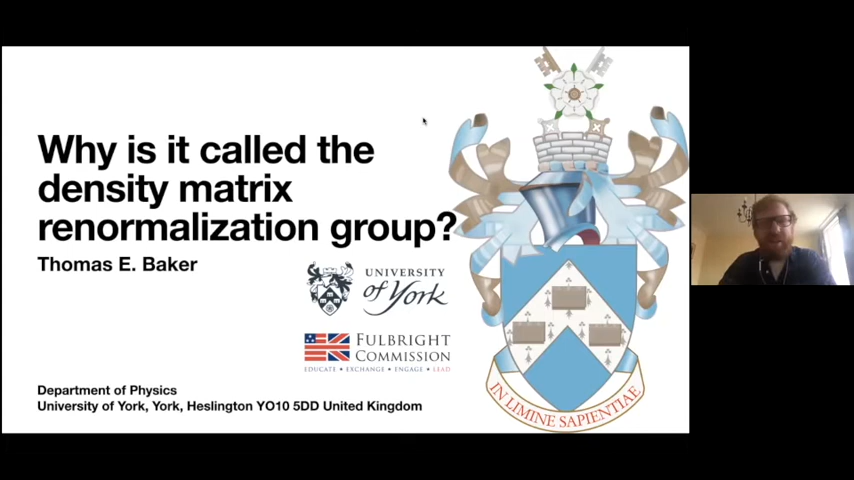 Why is it called the
density matrix
renormalization group?
Thomas E. Baker
UNIVERSITY
of York
FULBRIGHT
COMMISSION
EDUCATE • EXCHANGE • ENGAGE • LEAD
Department of Physics
University of York, York, Heslington YO10 5DD United Kingdom
IN LIMINE SAPIENTIAE